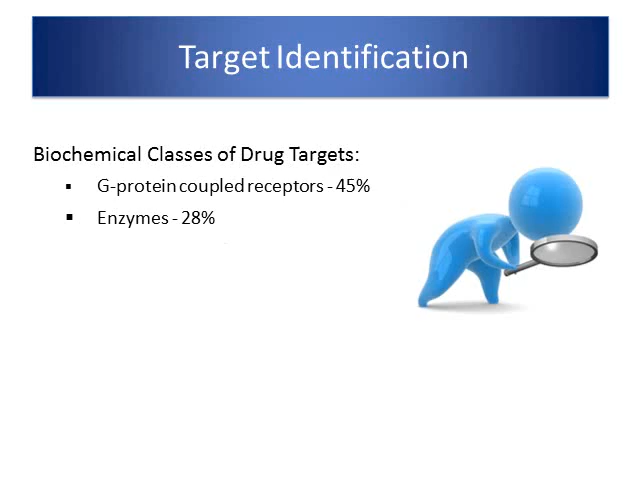 Target Identification
Biochemical Classes of Drug Targets:
▪ G-protein coupled receptors - 45%
▪ Enzymes - 28%